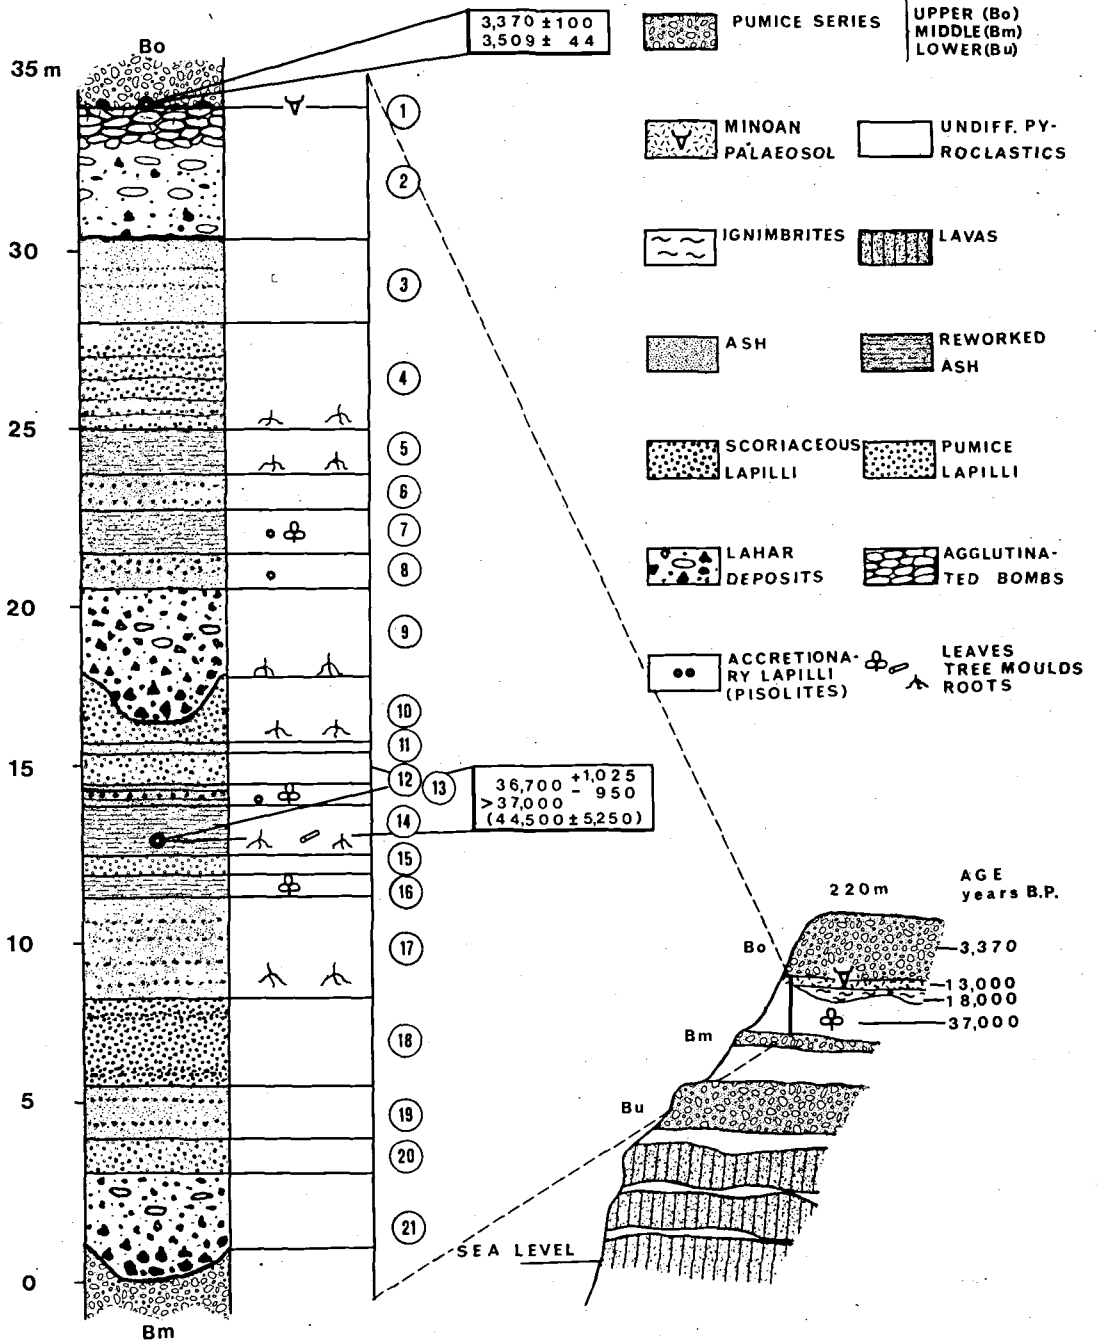 3,370 ± 100
3,509 ± 44
PUMICE SERIES
UPPER (Bo)
MIDDLE (Bm)
LOWER (Bu)
Bo
35 m
1
MINOAN
PALAEOSOL
UNDIFF. PY-
ROCLASTICS
2
IGNIMBRITES
LAVAS
30
3
ASH
REWORKED
ASH
4
25
5
SCORIACEOUS
LAPILLI
PUMICE
LAPILLI
6
7
LAHAR
DEPOSITS
AGGLUTINA-
TED BOMBS
8
20
9
ACCRETIONA-
RY LAPILLI
(PISOLITES)
LEAVES
TREE MOULDS
ROOTS
10
11
15
12
13
36,700 +1,025
- 950
>37,000
(44,500 ± 5,250)
14
15
16
10
17
18
5
19
20
21
0
Bm
220 m
AGE
years B.P.
Bo
3,370
13,000
18,000
37,000
Bm
Bu
SEA LEVEL